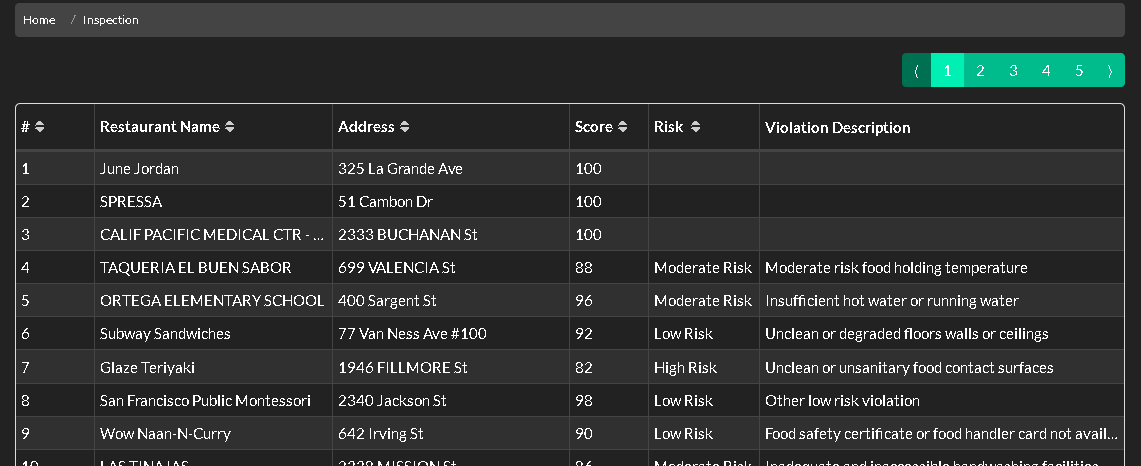 Home / Inspection
⟨ 1 2 3 4 5 ⟩
# Restaurant Name Address Score Risk Violation Description
1 June Jordan 325 La Grande Ave 100
2 SPRESSA 51 Cambon Dr 100
3 CALIF PACIFIC MEDICAL CTR - ... 2333 BUCHANAN St 100
4 TAQUERIA EL BUEN SABOR 699 VALENCIA St 88 Moderate Risk Moderate risk food holding temperature
5 ORTEGA ELEMENTARY SCHOOL 400 Sargent St 96 Moderate Risk Insufficient hot water or running water
6 Subway Sandwiches 77 Van Ness Ave #100 92 Low Risk Unclean or degraded floors walls or ceilings
7 Glaze Teriyaki 1946 FILLMORE St 82 High Risk Unclean or unsanitary food contact surfaces
8 San Francisco Public Montessori 2340 Jackson St 98 Low Risk Other low risk violation
9 Wow Naan-N-Curry 642 Irving St 90 Low Risk Food safety certificate or food handler card not avail...
10 LAS TINAJAS MISSION St 86 Moderate Risk Inadequate and inaccessible handwashing facilities